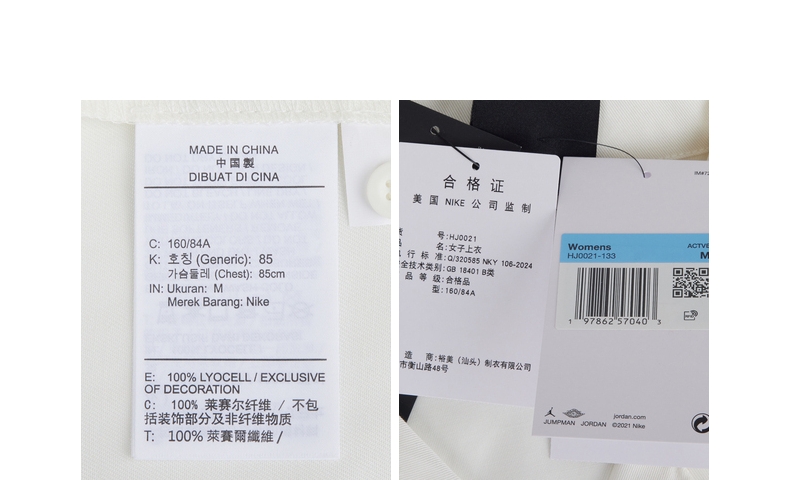 MADE IN CHINA
中國製
DIBUAT DI CINA
C: 160/84A
K: 호칭 (Generic): 85
가슴둘레 (Chest): 85cm
IN: Ukuran: M
Merek Barang: Nike
E: 100% LYOCELL / EXCLUSIVE
OF DECORATION
C: 100% 莱赛尔纤维 / 不包
括装饰部分及非纤维物质
T: 100% 萊賽爾纖維 /
合格证
美国 NIKE 公司监制
号:HJ0021
名:女子上衣
行标准:Q/320585 NKY 106-2024
全技术类别:GB 18401 B类
品等级:合格品
型:160/84A
造商:裕美（汕头）制衣有限公司
市衡山路48号
Womens
HJ0021-133
ACTV
M
1 97862 57040 3
JUMPMAN JORDAN
jordan.com
©2021 Nike